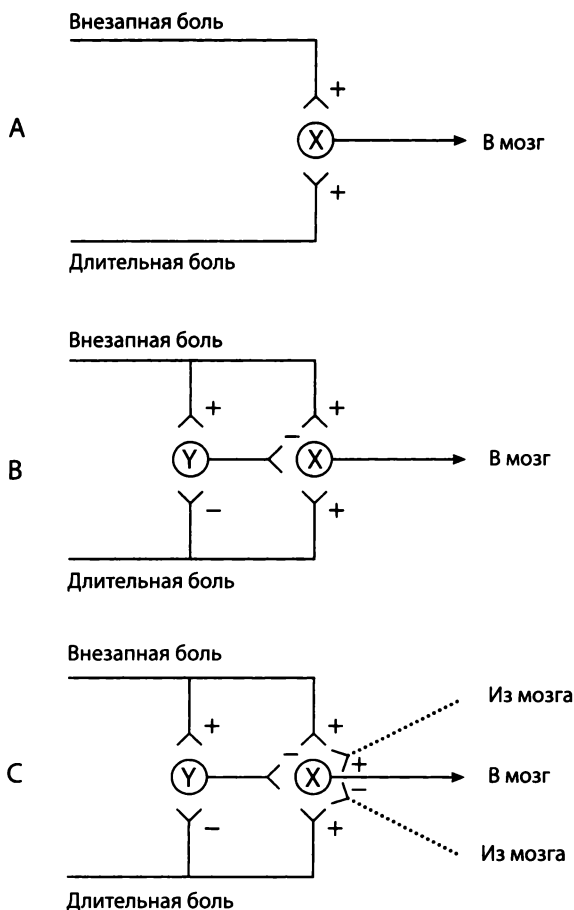 Внезапная боль
+
A
X
В мозг
+
Длительная боль
Внезапная боль
+ +
–
B
Y X
В мозг
– +
Длительная боль
Внезапная боль
Из мозга
+ +
– +
C
Y X
В мозг
–
– +
Из мозга
Длительная боль